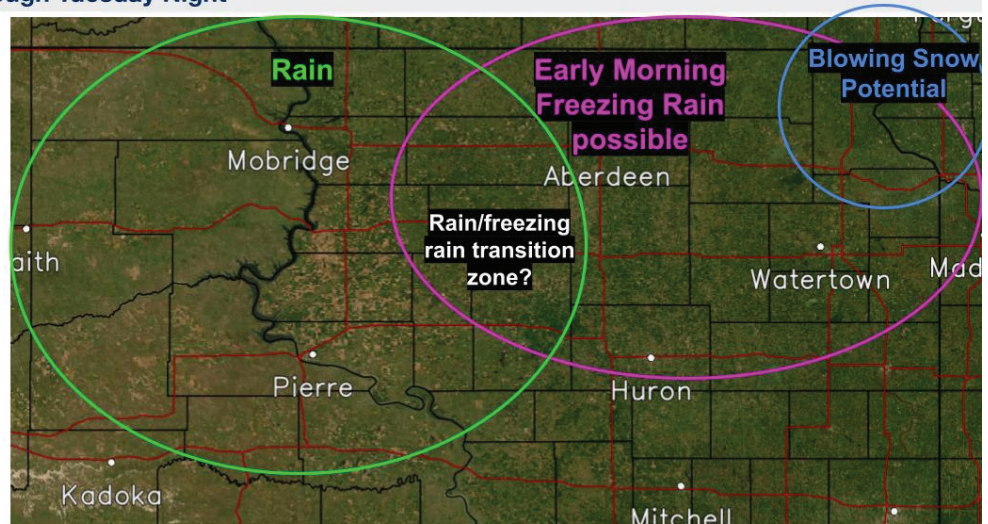 ough Tuesday Night
Rain
Early Morning
Freezing Rain
possible
Blowing Snow
Potential
Mobridge
Aberdeen
Rain/freezing
rain transition
zone?
aith
Watertown
Mad
Pierre
Huron
Kadoka
Mitchell